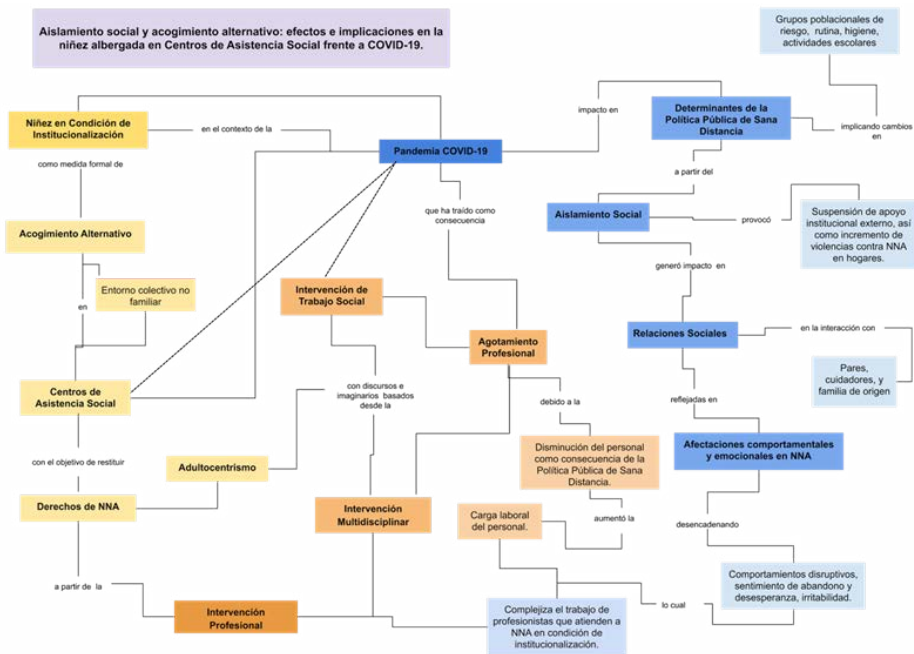 Aislamiento social y acogimiento alternativo: efectos e implicaciones en la
niñez albergada en Centros de Asistencia Social frente a COVID-19.
Grupos poblacionales de
riesgo, rutina, higiene,
actividades escolares
Niñez en Condición de
Institucionalización
en el contexto de la
impacto en
Determinantes de la
Política Pública de Sana
Distancia
implicando cambios
en
Pandemia COVID-19
como medida formal de
a partir del
que ha traído como
consecuencia
Aislamiento Social
provocó
Suspensión de apoyo
institucional externo, así
como incremento de
violencias contra NNA
en hogares.
Acogimiento Alternativo
generó impacto en
Entorno colectivo no
familiar
en
Intervención de
Trabajo Social
Relaciones Sociales
en la interacción con
Agotamiento
Profesional
Pares,
cuidadores, y
familia de origen
Centros de
Asistencia Social
con discursos e
imaginarios basados
desde la
debido a la
reflejadas en
Disminución del personal
como consecuencia de la
Política Pública de Sana
Distancia.
Afectaciones comportamentales
y emocionales en NNA
con el objetivo de restituir
Adultocentrismo
Derechos de NNA
Intervención
Multidisciplinar
Carga laboral
del personal.
aumentó la
desencadenando
a partir de la
Comportamientos disruptivos,
sentimiento de abandono y
desesperanza, irritabilidad.
Intervención
Profesional
Complejiza el trabajo de
profesionistas que atienden a
NNA en condición de
institucionalización.
lo cual